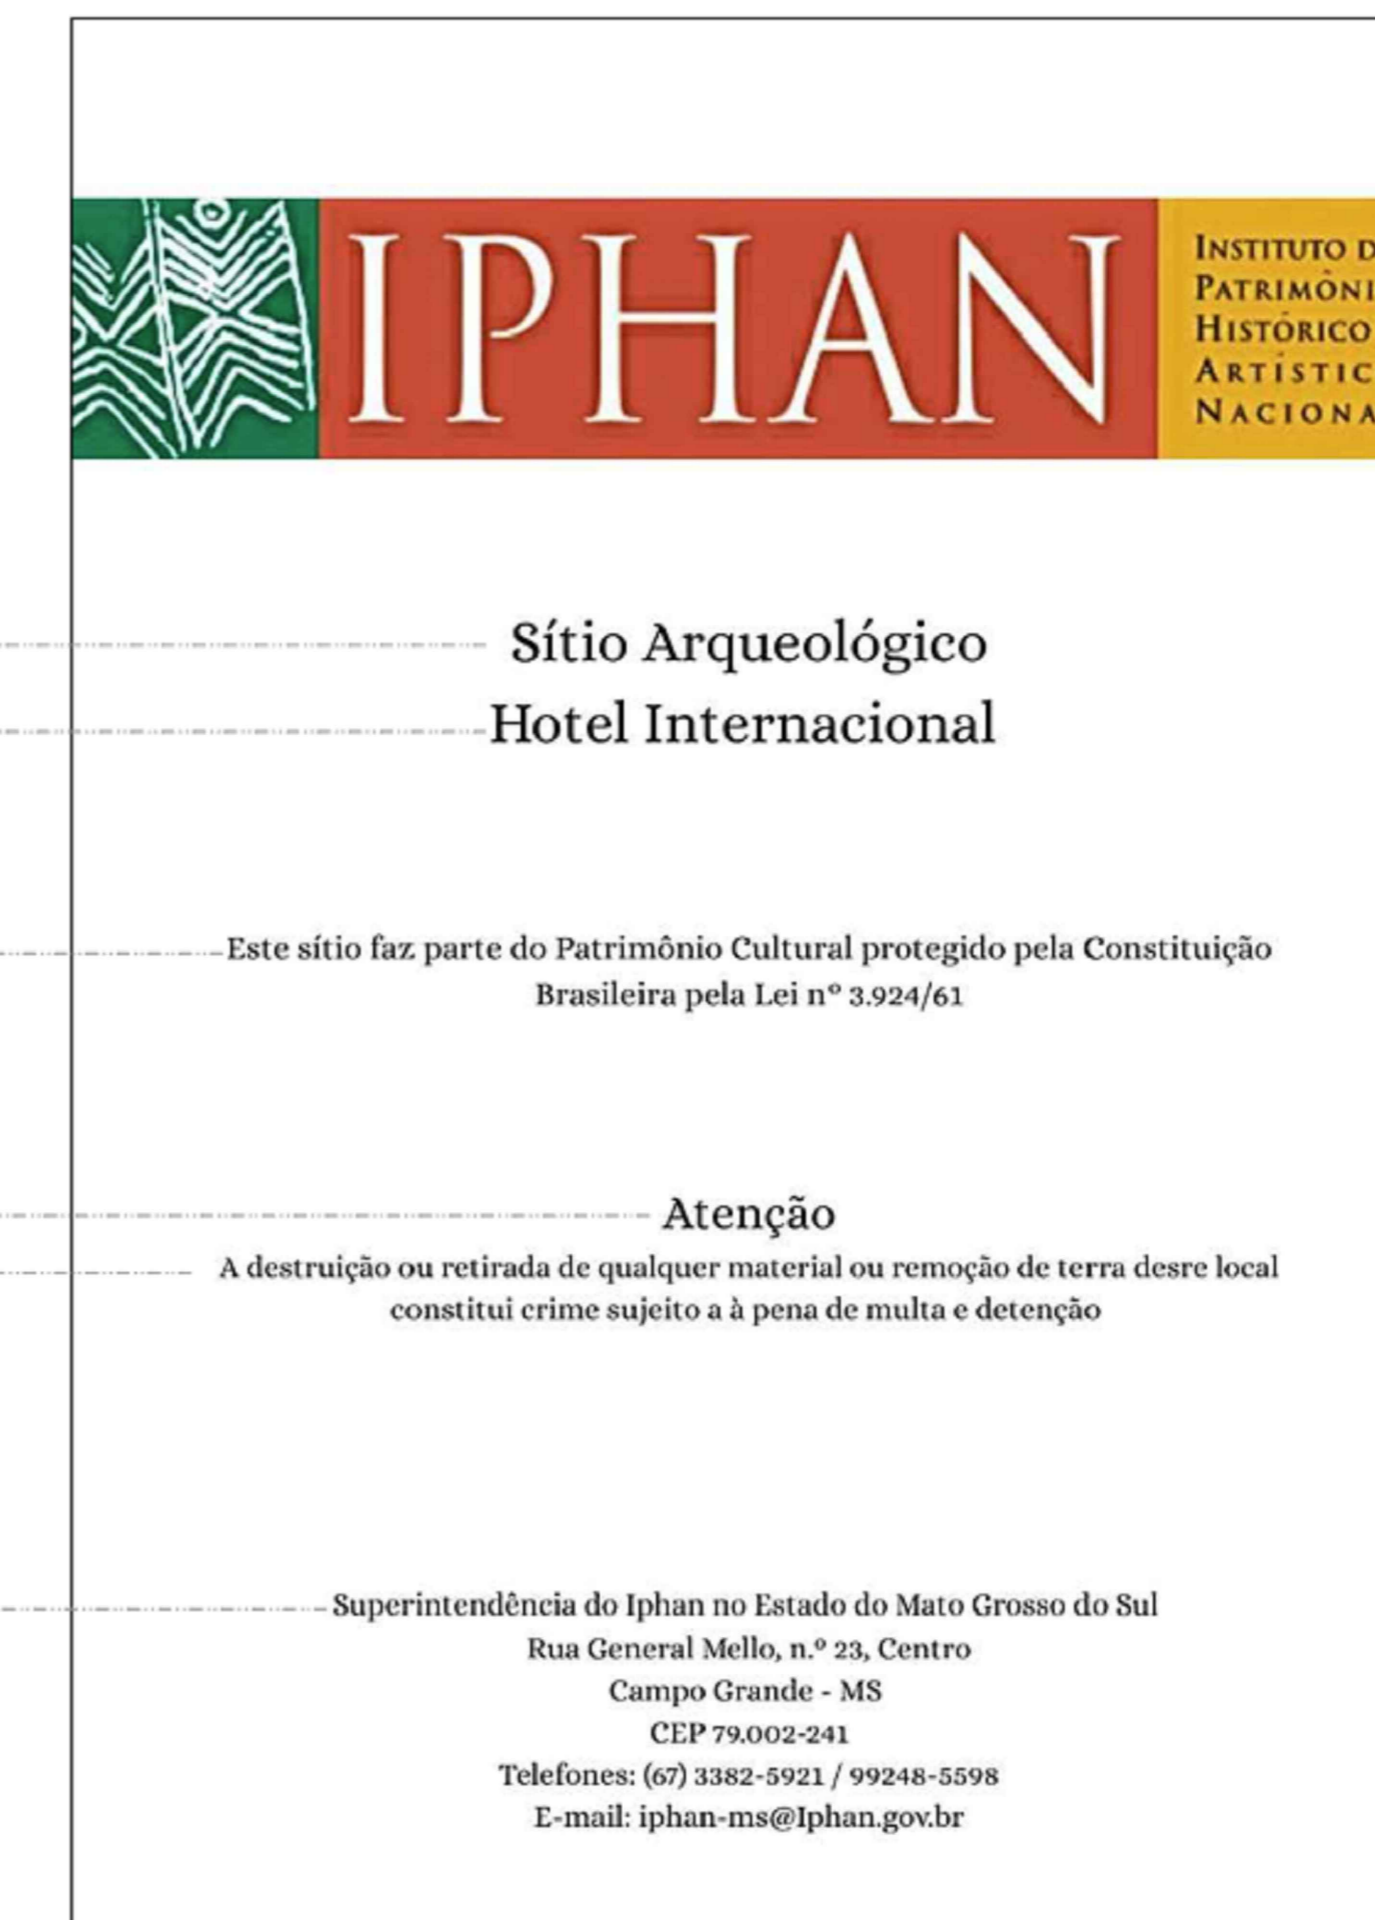 IPHAN
INSTITUTO D
PATRIMÔNI
HISTÓRICO
ARTÍSTIC
NACIONA
Sítio Arqueológico
Hotel Internacional
Este sítio faz parte do Patrimônio Cultural protegido pela Constituição
Brasileira pela Lei nº 3.924/61
Atenção
A destruição ou retirada de qualquer material ou remoção de terra desre local
constitui crime sujeito a à pena de multa e detenção
Superintendência do Iphan no Estado do Mato Grosso do Sul
Rua General Mello, n.º 23, Centro
Campo Grande - MS
CEP 79.002-241
Telefones: (67) 3382-5921 / 99248-5598
E-mail: iphan-ms@Iphan.gov.br